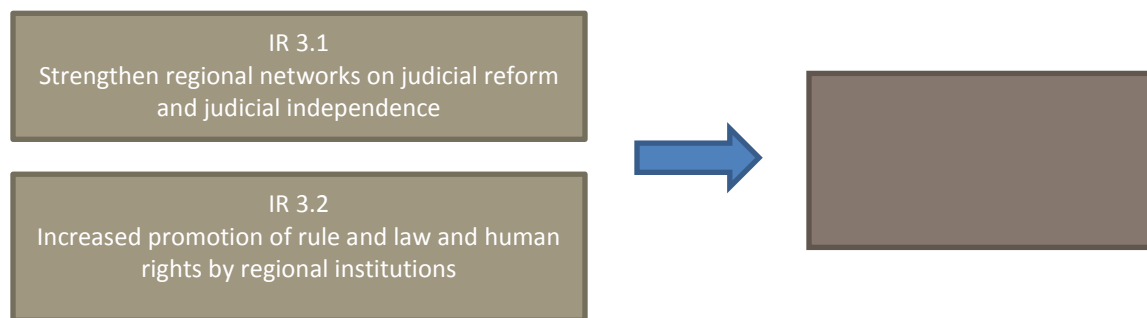 IR 3.1
Strengthen regional networks on judicial reform
and judicial independence
IR 3.2
Increased promotion of rule and law and human
rights by regional institutions